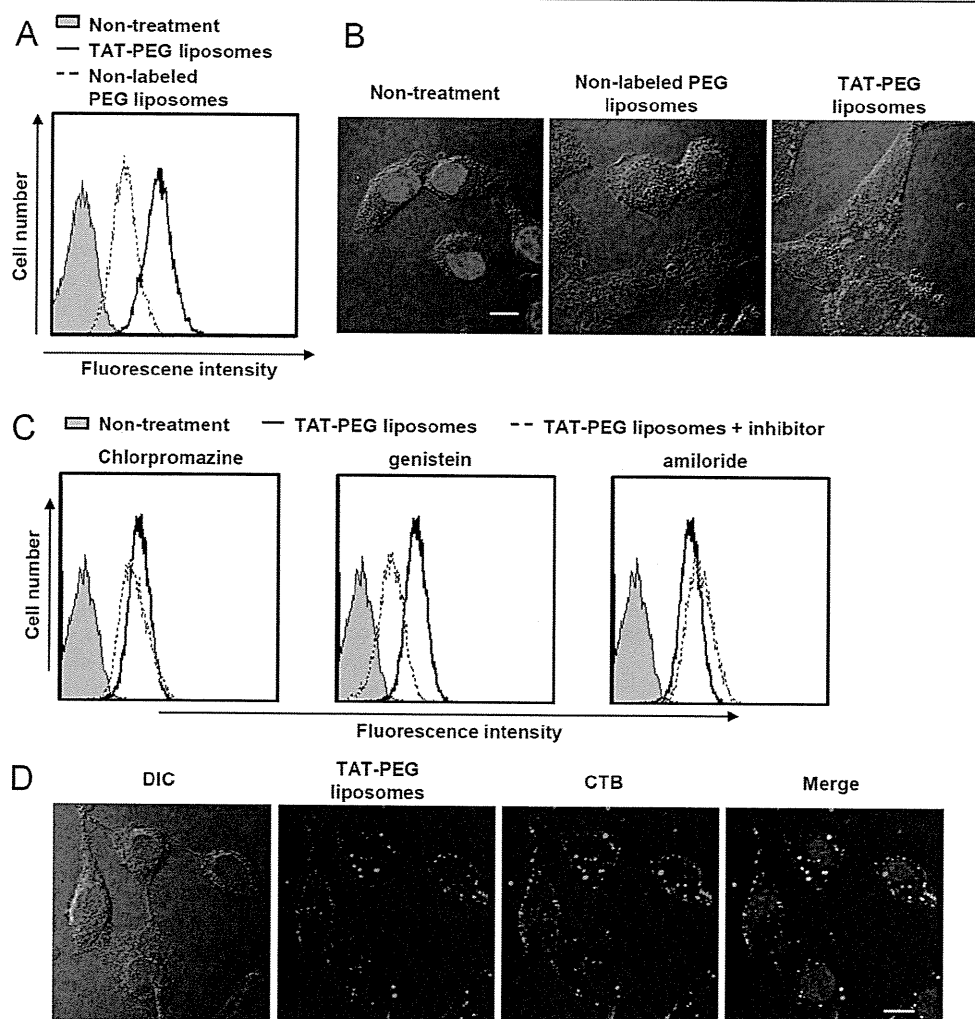 A
Non-treatment
TAT-PEG liposomes
Non-labeled
PEG liposomes
Cell number
Fluorescene intensity
B
Non-treatment
Non-labeled PEG
liposomes
TAT-PEG
liposomes
C
Non-treatment
TAT-PEG liposomes
TAT-PEG liposomes + inhibitor
Chlorpromazine
genistein
amiloride
Cell number
Fluorescence intensity
D
DIC
TAT-PEG
liposomes
CTB
Merge